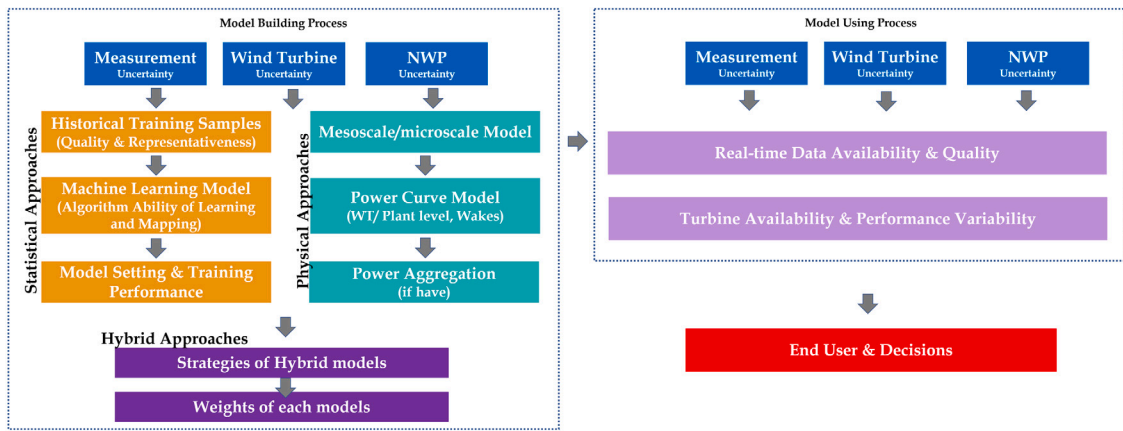 Model Building Process
Measurement
Uncertainty
Wind Turbine
Uncertainty
NWP
Uncertainty
Statistical Approaches
Historical Training Samples
(Quality & Representativeness)
Machine Learning Model
(Algorithm Ability of Learning
and Mapping)
Model Setting & Training
Performance
Physical Approaches
Mesoscale/microscale Model
Power Curve Model
(WT/ Plant level, Wakes)
Power Aggregation
(if have)
Hybrid Approaches
Strategies of Hybrid models
Weights of each models
Model Using Process
Measurement
Uncertainty
Wind Turbine
Uncertainty
NWP
Uncertainty
Real-time Data Availability & Quality
Turbine Availability & Performance Variability
End User & Decisions